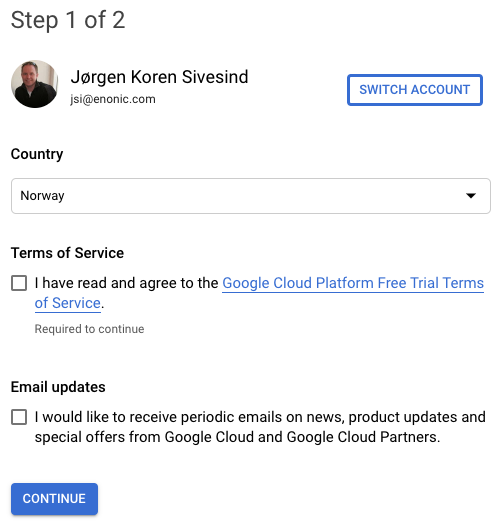 Step 1 of 2
Jørgen Koren Sivesind
jsi@enonic.com
SWITCH ACCOUNT
Country
Norway
Terms of Service
I have read and agree to the Google Cloud Platform Free Trial Terms
of Service.
Required to continue
Email updates
I would like to receive periodic emails on news, product updates and
special offers from Google Cloud and Google Cloud Partners.
CONTINUE